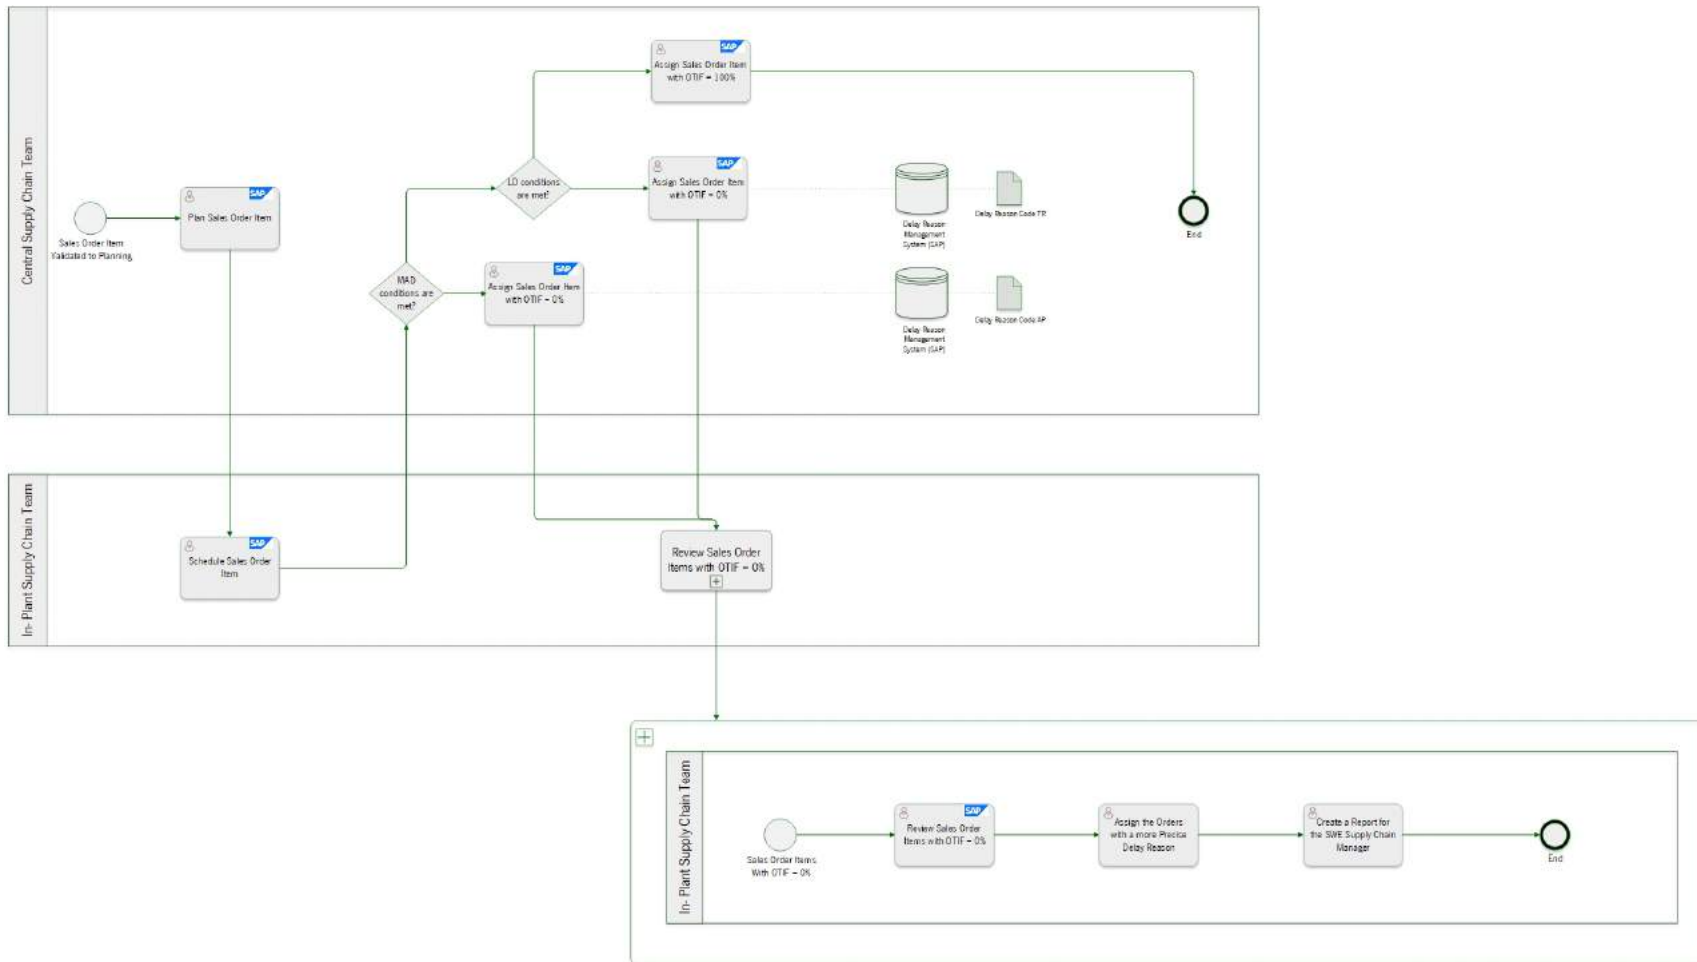 Central Supply Chain Team
Sales Order Item
Validated to Planning
SAP
Plan Sales Order Item
MAD
conditions are
met?
LD conditions
are met?
SAP
Assign Sales Order Item
with OTIF = 100%
SAP
Assign Sales Order Item
with OTIF = 0%
SAP
Assign Sales Order Item
with OTIF = 0%
Delay Reason
Management
System (SAP)
Delay Reason Code TR
Delay Reason
Management
System (SAP)
Delay Reason Code AP
End
In- Plant Supply Chain Team
SAP
Schedule Sales Order
Item
Review Sales Order
Items with OTIF = 0%
In- Plant Supply Chain Team
Sales Order Items
With OTIF = 0%
SAP
Review Sales Order
Items with OTIF = 0%
Assign the Orders
with a more Precise
Delay Reason
Create a Report for
the SWE Supply Chain
Manager
End